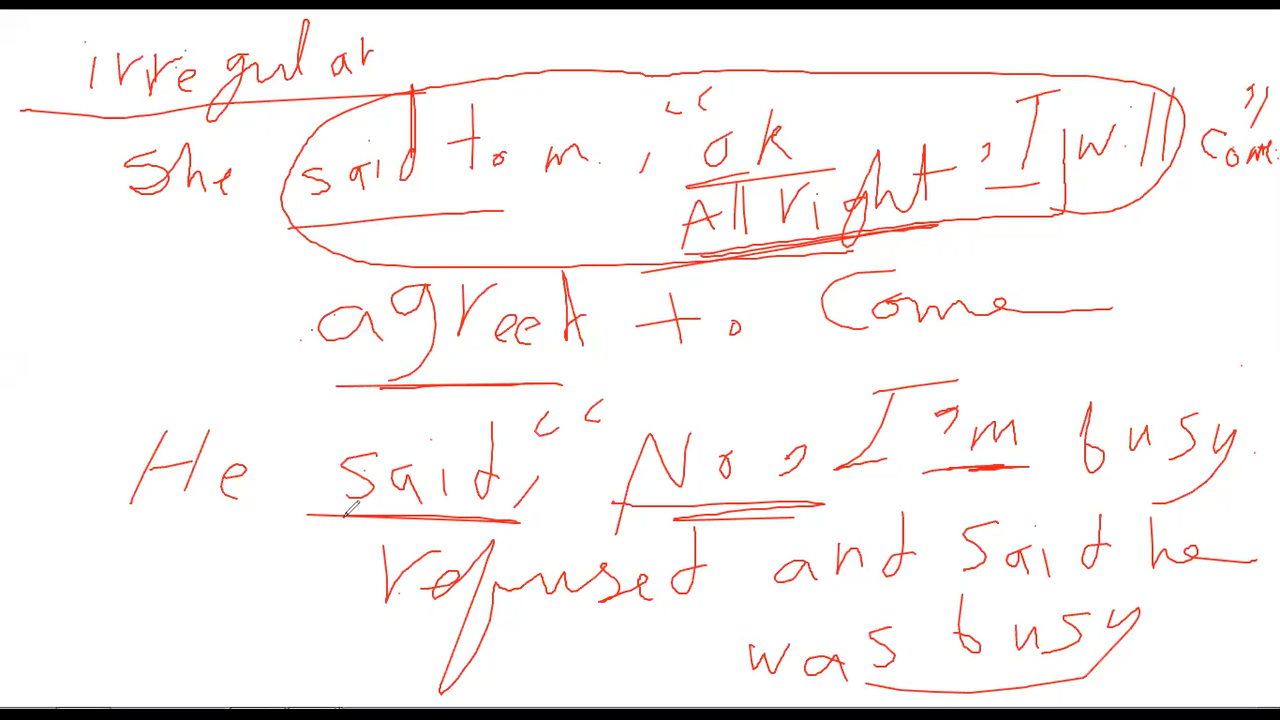 irregular
She said to m. , " ok , I will come. "
All right
agreed to come
He said, " No, I'm busy.
refused and said he
was busy